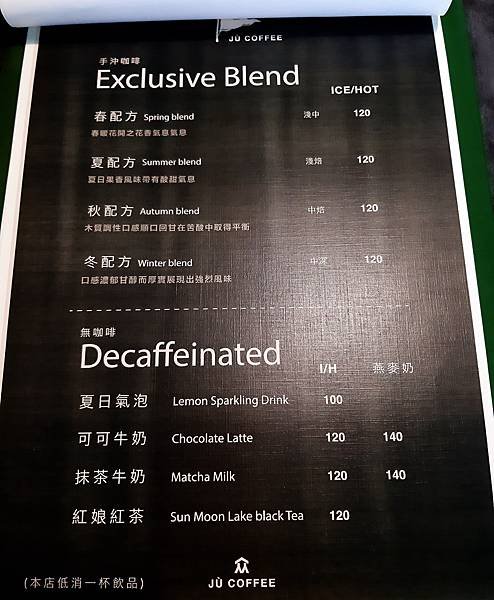 JÙ COFFEE
手沖咖啡
Exclusive Blend ICE/HOT
春配方 Spring blend 淺中 120
春暖花開之花香氣息氣息
夏配方 Summer blend 淺焙 120
夏日果香風味帶有酸甜氣息
秋配方 Autumn blend 中焙 120
木質調性口感順口回甘在苦酸中取得平衡
冬配方 Winter blend 中深 120
口感濃郁甘醇而厚實展現出強烈風味
無咖啡
Decaffeinated I/H 燕麥奶
夏日氣泡 Lemon Sparkling Drink 100
可可牛奶 Chocolate Latte 120 140
抹茶牛奶 Matcha Milk 120 140
紅娘紅茶 Sun Moon Lake black Tea 120
JÙ COFFEE
(本店低消一杯飲品)